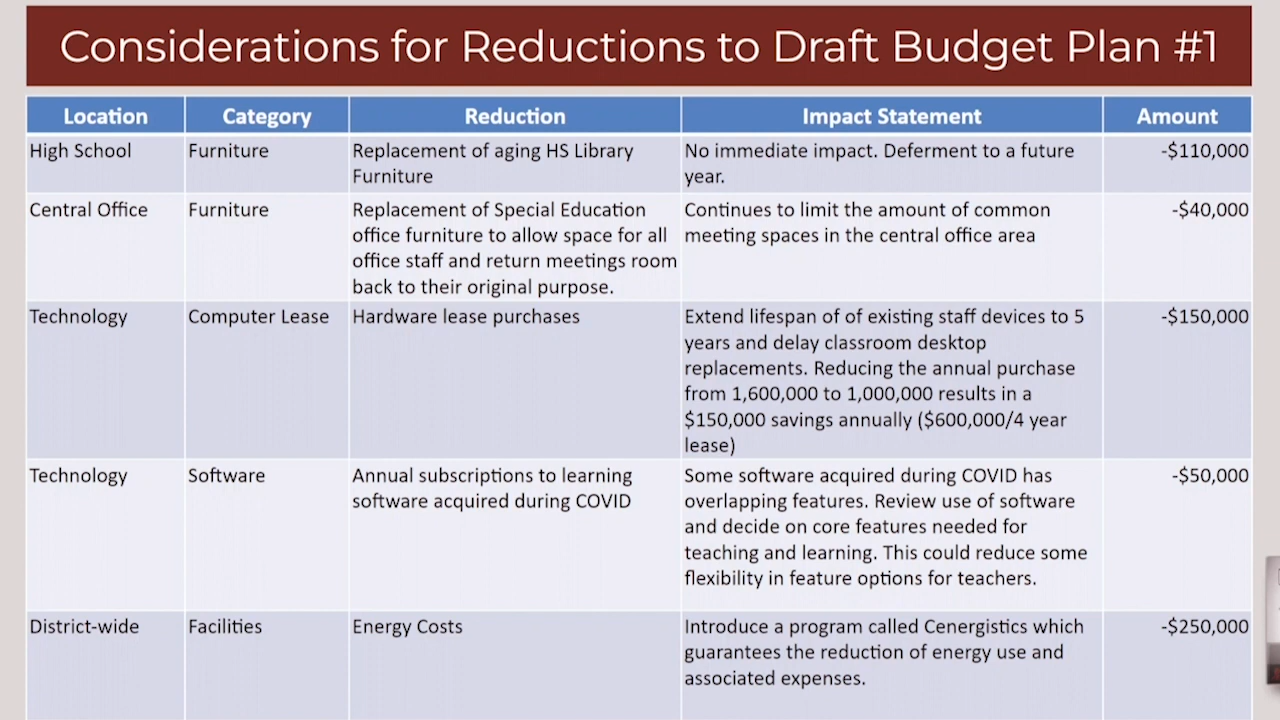 Considerations for Reductions to Draft Budget Plan #1
Location Category Reduction Impact Statement Amount
High School Furniture Replacement of aging HS Library No immediate impact. Deferment to a future -$110,000
Furniture year.
Central Office Furniture Replacement of Special Education Continues to limit the amount of common -$40,000
office furniture to allow space for all meeting spaces in the central office area
office staff and return meetings room
back to their original purpose.
Technology Computer Lease Hardware lease purchases Extend lifespan of of existing staff devices to 5 -$150,000
years and delay classroom desktop
replacements. Reducing the annual purchase
from 1,600,000 to 1,000,000 results in a
$150,000 savings annually ($600,000/4 year
lease)
Technology Software Annual subscriptions to learning Some software acquired during COVID has -$50,000
software acquired during COVID overlapping features. Review use of software
and decide on core features needed for
teaching and learning. This could reduce some
flexibility in feature options for teachers.
District-wide Facilities Energy Costs Introduce a program called Cenergistics which -$250,000
guarantees the reduction of energy use and
associated expenses.